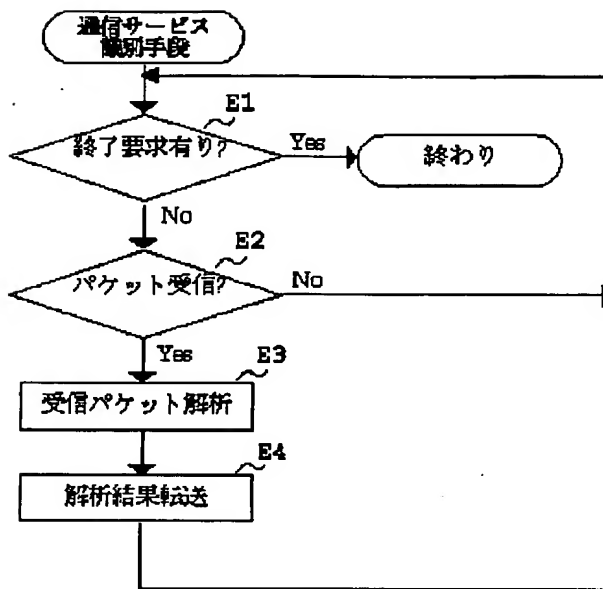 通信サービス
識別手段
E1
終了要求有り?
Yes
終わり
No
E2
パケット受信?
No
Yes
E3
受信パケット解析
E4
解析結果転送